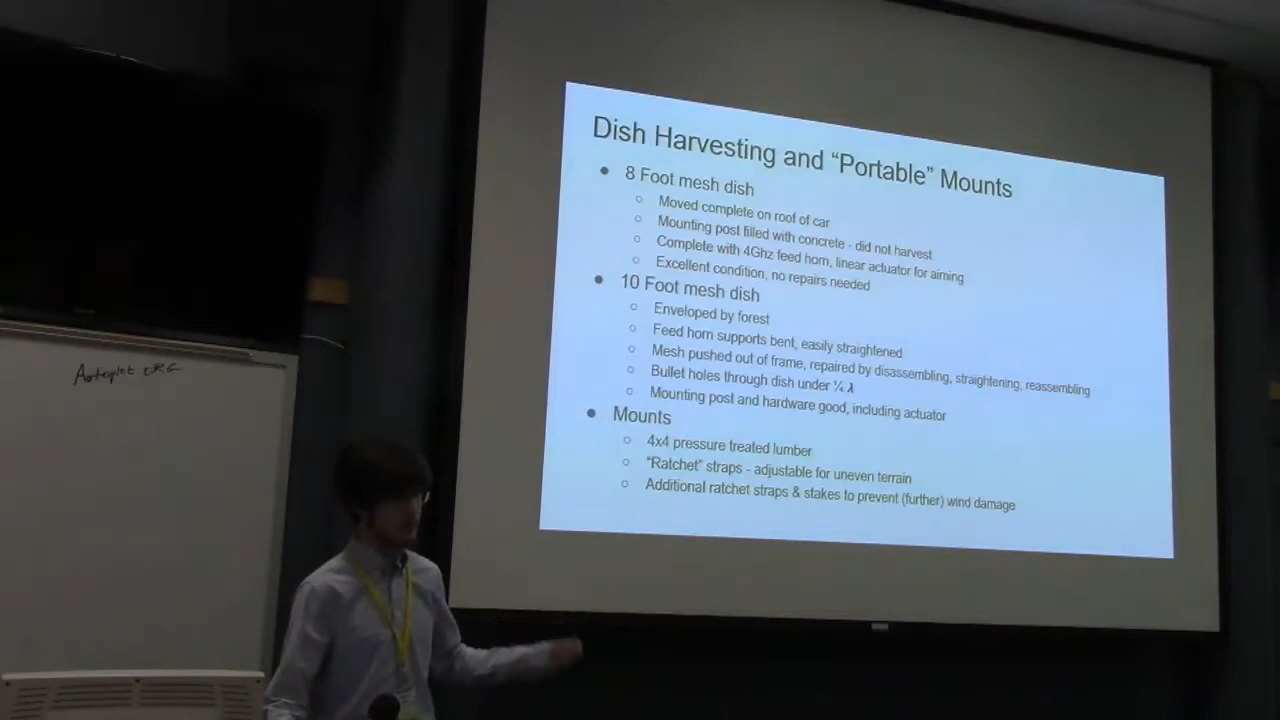 Dish Harvesting and “Portable” Mounts
● 8 Foot mesh dish
○ Moved complete on roof of car
○ Mounting post filled with concrete - did not harvest
○ Complete with 4Ghz feed horn, linear actuator for aiming
○ Excellent condition, no repairs needed
● 10 Foot mesh dish
○ Enveloped by forest
○ Feed horn supports bent, easily straightened
○ Mesh pushed out of frame, repaired by disassembling, straightening, reassembling
○ Bullet holes through dish under ¼ λ
○ Mounting post and hardware good, including actuator
● Mounts
○ 4x4 pressure treated lumber
○ “Ratchet” straps - adjustable for uneven terrain
○ Additional ratchet straps & stakes to prevent (further) wind damage